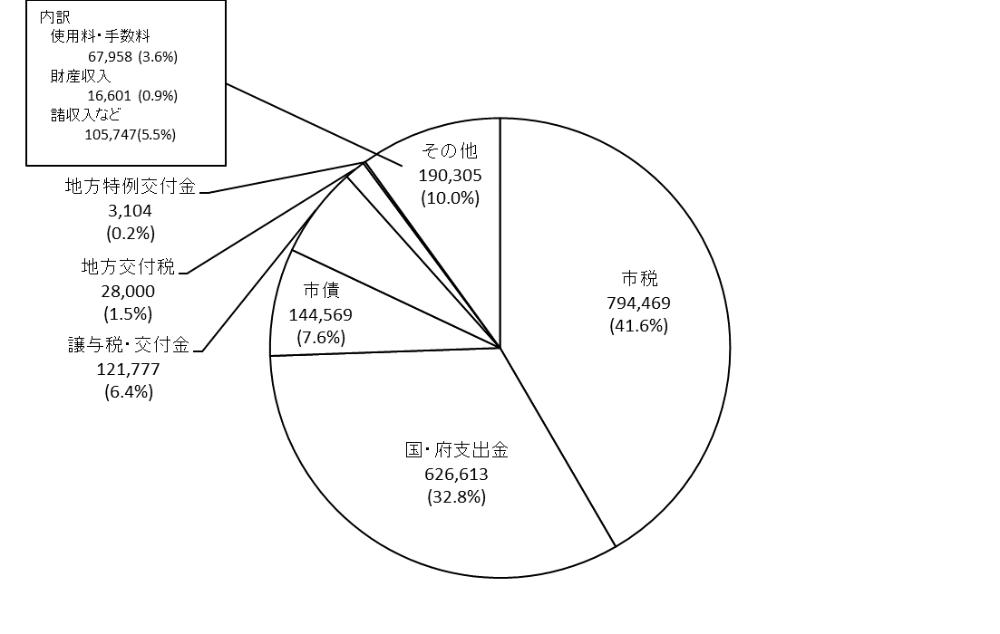 内訳
使用料・手数料
67,958 (3.6%)
財産収入
16,601 (0.9%)
諸収入など
105,747(5.5%)
その他
190,305
(10.0%)
地方特例交付金
3,104
(0.2%)
地方交付税
28,000
(1.5%)
譲与税・交付金
121,777
(6.4%)
市債
144,569
(7.6%)
市税
794,469
(41.6%)
国・府支出金
626,613
(32.8%)